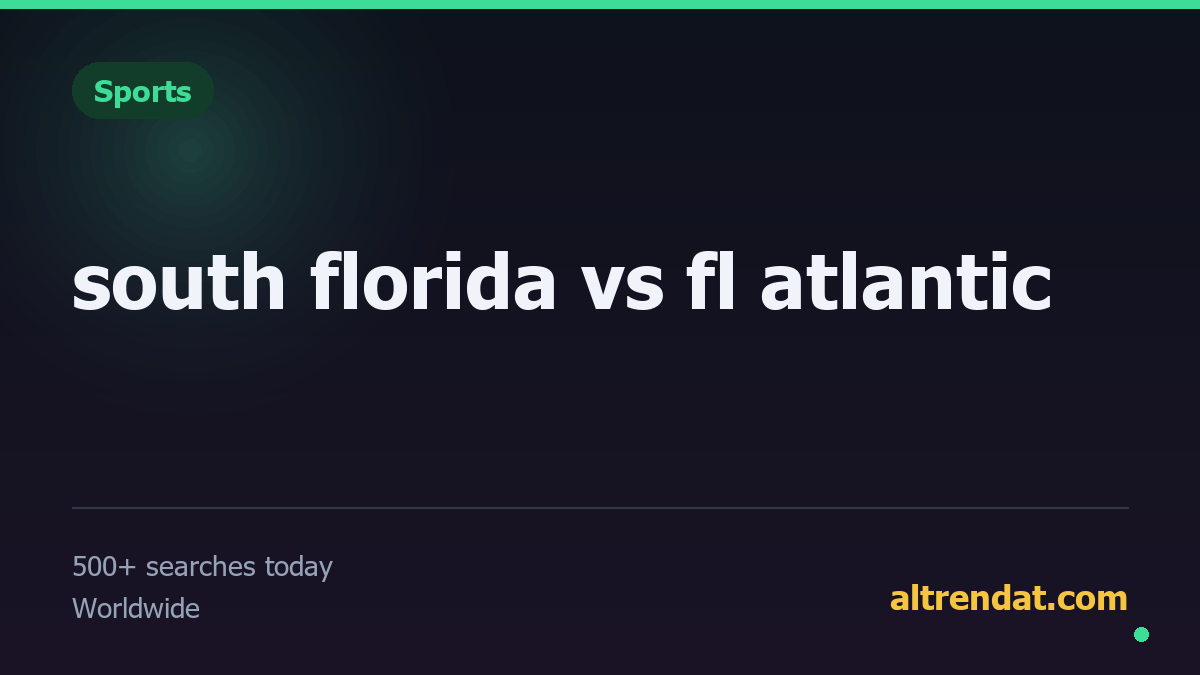 Sports
south florida vs fl atlantic
500+ searches today
Worldwide
altrendat.com